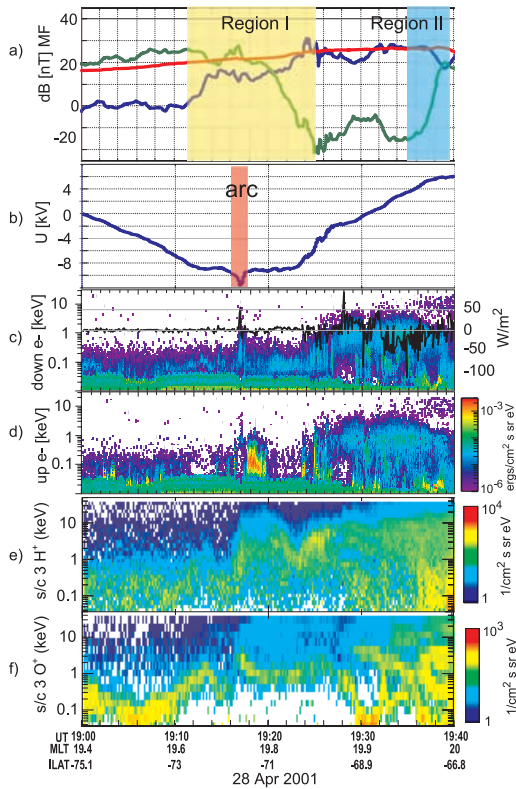 Region I
Region II
a)
dB [nT] MF
40
20
0
-20
b)
U [kV]
4
0
-4
-8
arc
c)
down e- [keV]
10
1
0.1
50
0
-50
-100
W/m²
d)
up e- [keV]
10
1
0.1
10⁻³
10⁻⁶
ergs/cm² s sr eV
e)
s/c 3 H⁺ (keV)
10
1
0.1
10⁴
1
1/cm² s sr eV
f)
s/c 3 O⁺ (keV)
10
1
0.1
10³
1
1/cm² s sr eV
UT 19:00 19:10 19:20 19:30 19:40
MLT 19.4 19.6 19.8 19.9 20
ILAT -75.1 -73 -71 -68.9 -66.8
28 Apr 2001